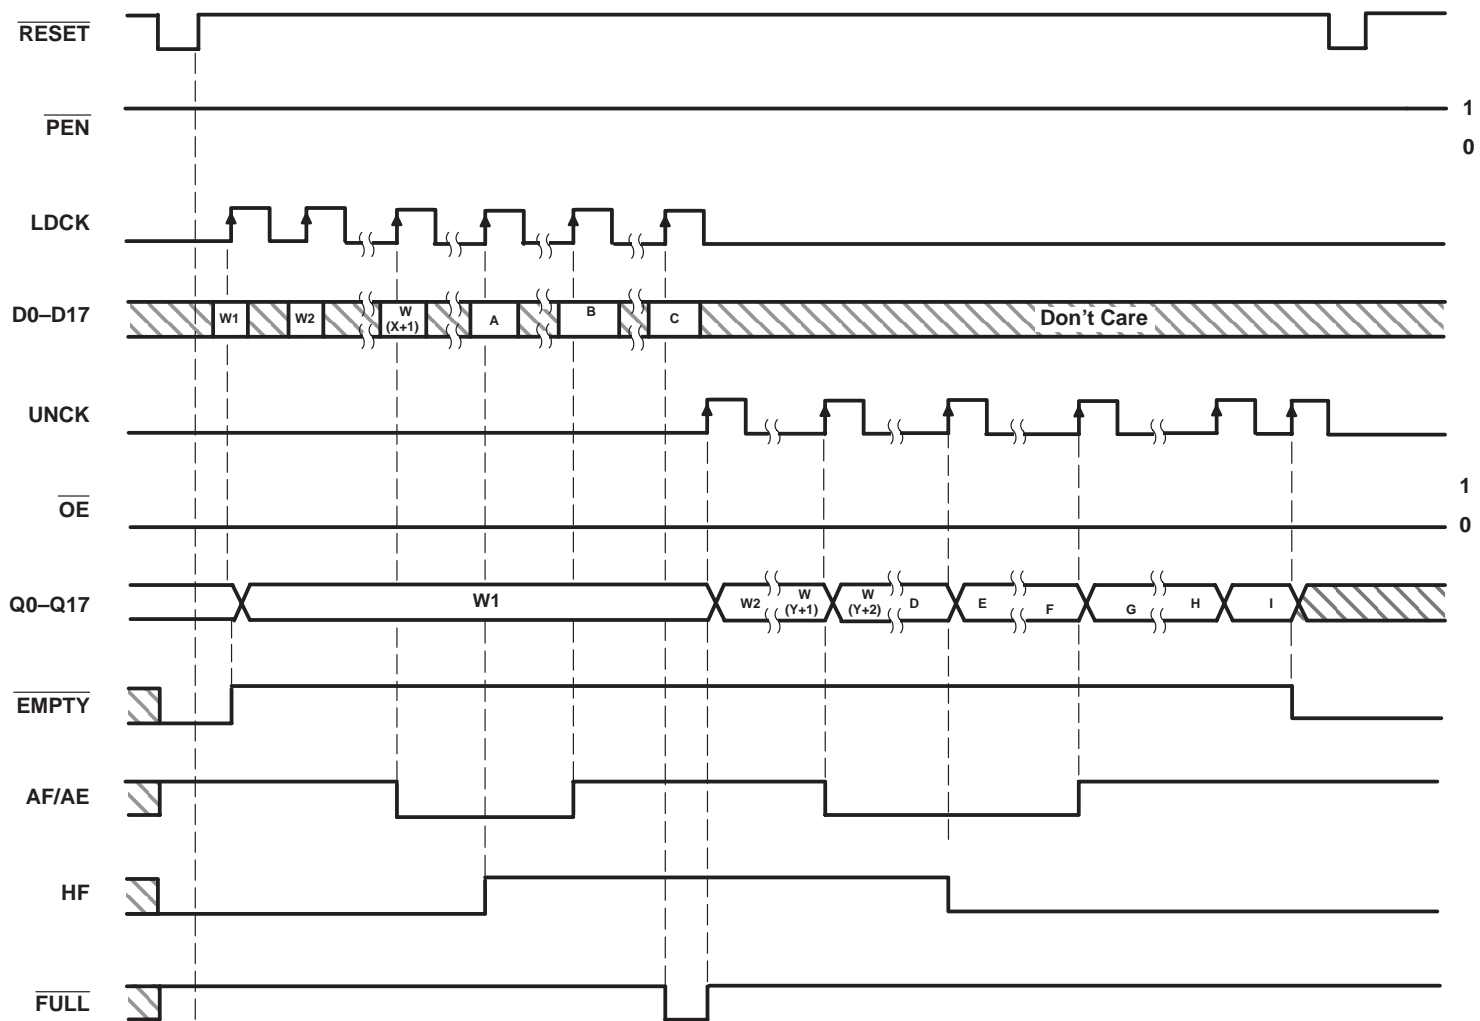 RESET
PEN
1
0
LDCK
D0–D17
W1
W2
W
(X+1)
A
B
C
Don't Care
UNCK
OE
1
0
Q0–Q17
W1
W2
W
(Y+1)
W
(Y+2)
D
E
F
G
H
I
EMPTY
AF/AE
HF
FULL